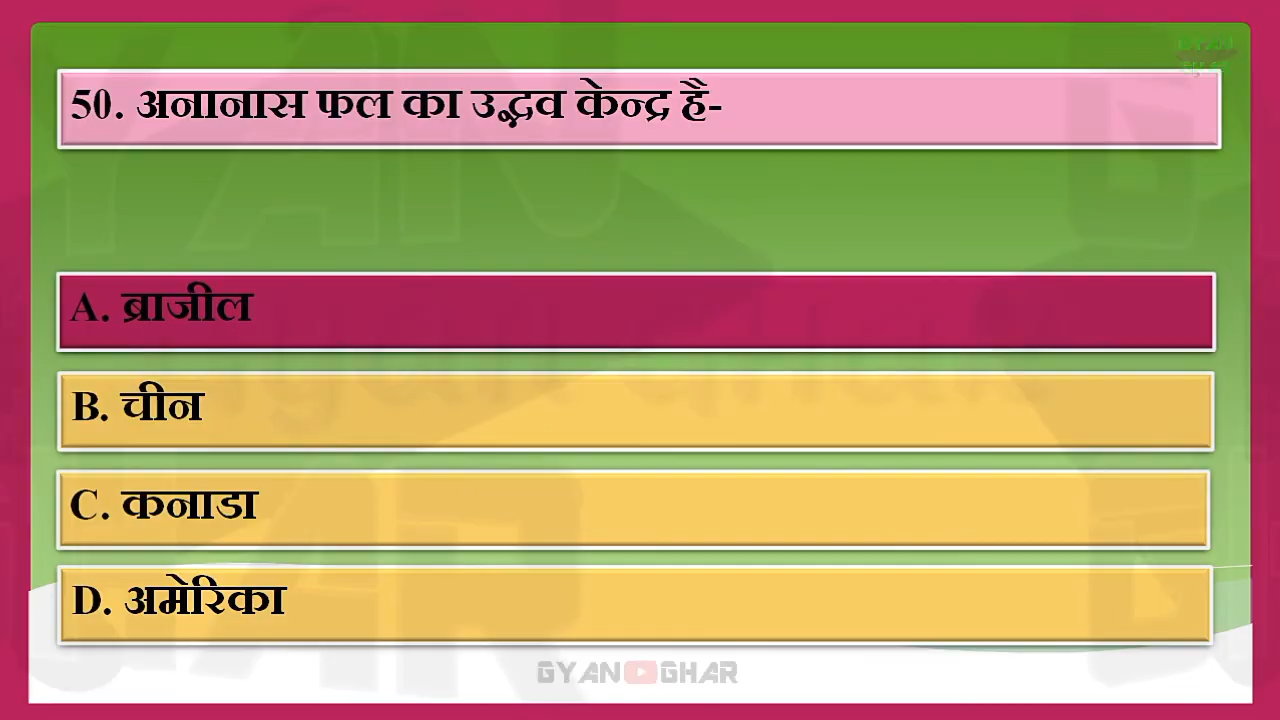 50. अनानास फल का उद्भव केन्द्र है-
A. ब्राजील
B. चीन
C. कनाडा
D. अमेरिका
GYAN GHAR